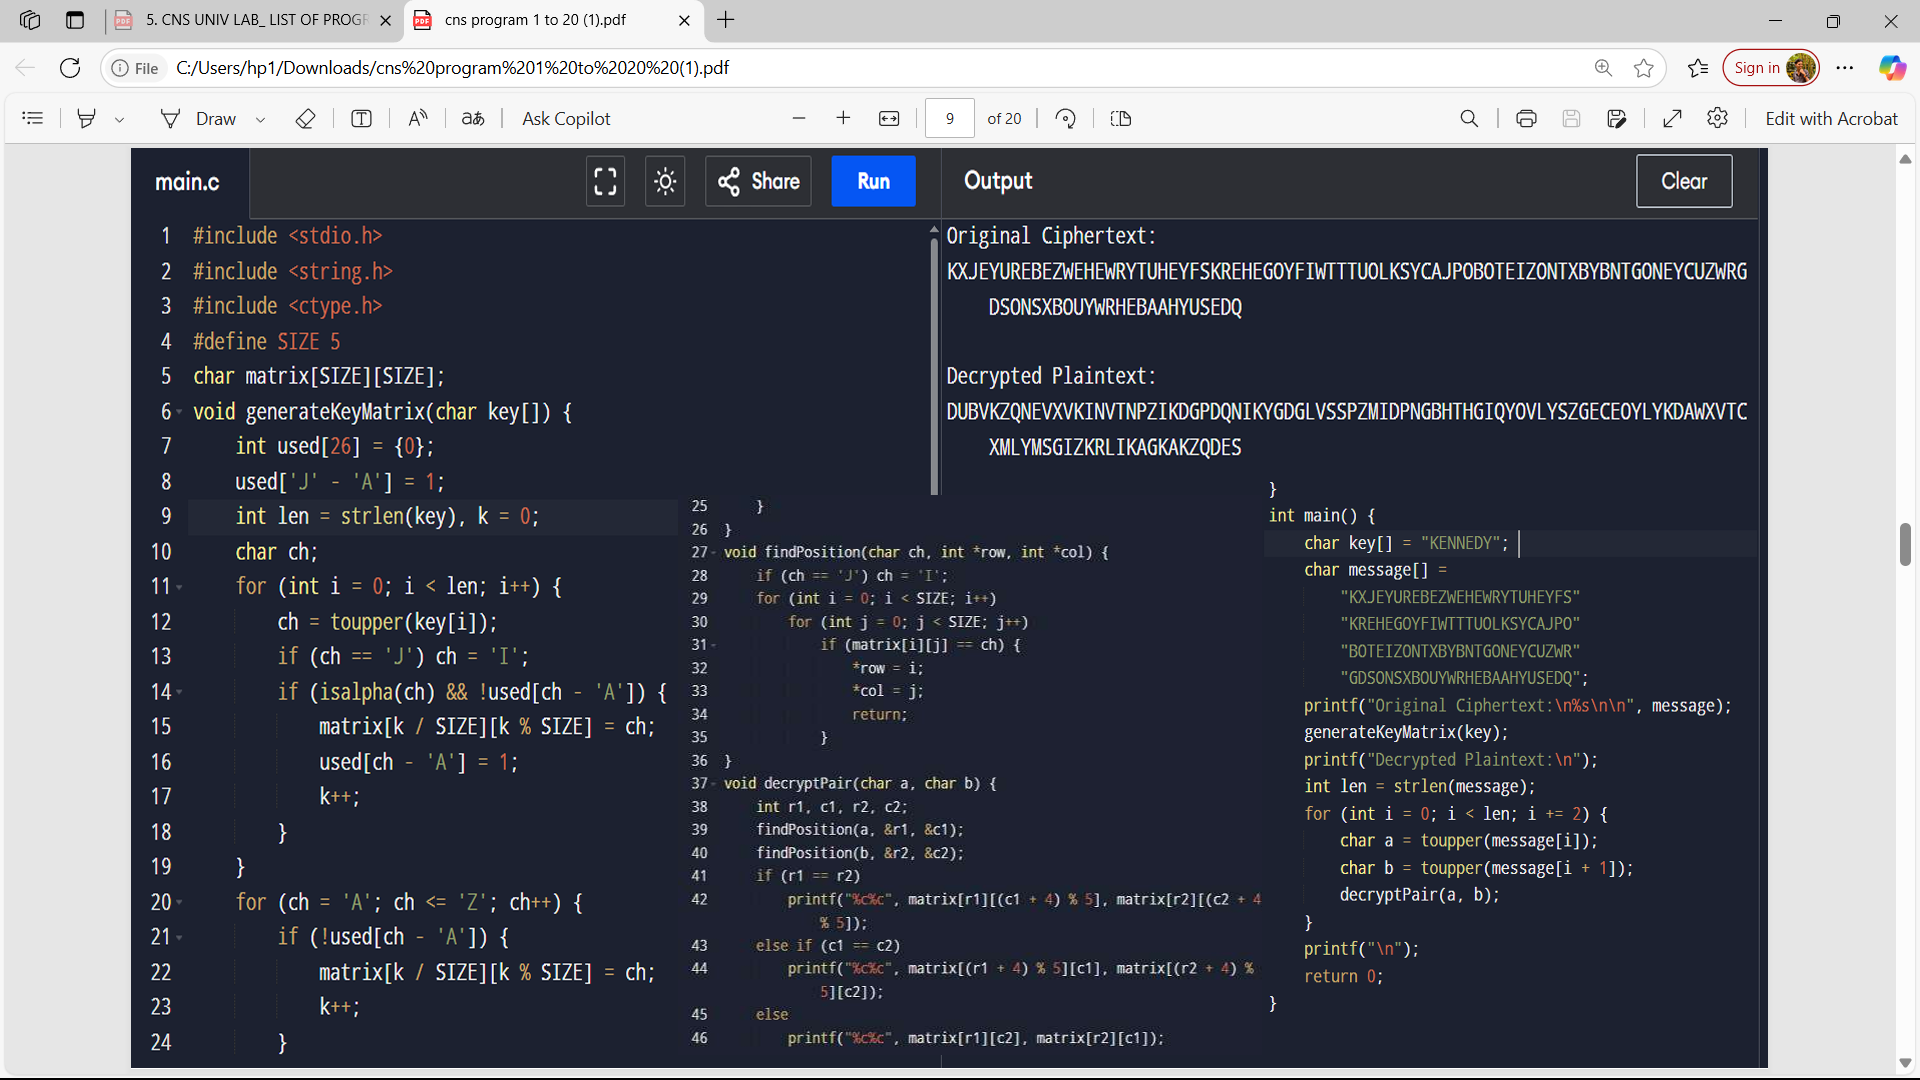 5. CNS UNIV LAB_ LIST OF PROGR
cns program 1 to 20 (1).pdf
File
C:/Users/hp1/Downloads/cns%20program%201%20to%2020%20(1).pdf
Sign in
Draw
Ask Copilot
9 of 20
Edit with Acrobat
main.c
Share
Run
Output
Clear
1 #include <stdio.h>
2 #include <string.h>
3 #include <ctype.h>
4 #define SIZE 5
5 char matrix[SIZE][SIZE];
6 void generateKeyMatrix(char key[]) {
7 int used[26] = {0};
8 used['J' - 'A'] = 1;
9 int len = strlen(key), k = 0;
10 char ch;
11 for (int i = 0; i < len; i++) {
12 ch = toupper(key[i]);
13 if (ch == 'J') ch = 'I';
14 if (isalpha(ch) && !used[ch - 'A']) {
15 matrix[k / SIZE][k % SIZE] = ch;
16 used[ch - 'A'] = 1;
17 k++;
18 }
19 }
20 for (ch = 'A'; ch <= 'Z'; ch++) {
21 if (!used[ch - 'A']) {
22 matrix[k / SIZE][k % SIZE] = ch;
23 k++;
24 }
25 }
26 }
27 void findPosition(char ch, int *row, int *col) {
28 if (ch == 'J') ch = 'I';
29 for (int i = 0; i < SIZE; i++)
30 for (int j = 0; j < SIZE; j++)
31 if (matrix[i][j] == ch) {
32 *row = i;
33 *col = j;
34 return;
35 }
36 }
37 void decryptPair(char a, char b) {
38 int r1, c1, r2, c2;
39 findPosition(a, &r1, &c1);
40 findPosition(b, &r2, &c2);
41 if (r1 == r2)
42 printf("%c%c", matrix[r1][(c1 + 4) % 5], matrix[r2][(c2 + 4
% 5]);
43 else if (c1 == c2)
44 printf("%c%c", matrix[(r1 + 4) % 5][c1], matrix[(r2 + 4) %
5][c2]);
45 else
46 printf("%c%c", matrix[r1][c2], matrix[r2][c1]);
Original Ciphertext:
KXJEYUREBEZWEHEWRYTUHEYFSKREHEGOYFIWTTTUOLKSYCAJPOBOTEIZONTXBYBNTGONEYCUZWRG
DSONSXBOUYWRHEBAAHYUSEDQ
Decrypted Plaintext:
DUBVKZQNEVXVKINVTNPZIKDGPDQNIKYGDGLVSSPZMIDPNGBHTHGIQYOVLYSZGECEOYLYKDAWXVTC
XMLYMSGIZKRLIKAGKAKZQDES
}
int main() {
char key[] = "KENNEDY";
char message[] =
"KXJEYUREBEZWEHEWRYTUHEYFS"
"KREHEGOYFIWTTTUOLKSYCAJPO"
"BOTEIZONTXBYBNTGONEYCUZWR"
"GDSONSXBOUYWRHEBAAHYUSEDQ";
printf("Original Ciphertext:\n%s\n\n", message);
generateKeyMatrix(key);
printf("Decrypted Plaintext:\n");
int len = strlen(message);
for (int i = 0; i < len; i += 2) {
char a = toupper(message[i]);
char b = toupper(message[i + 1]);
decryptPair(a, b);
}
printf("\n");
return 0;
}